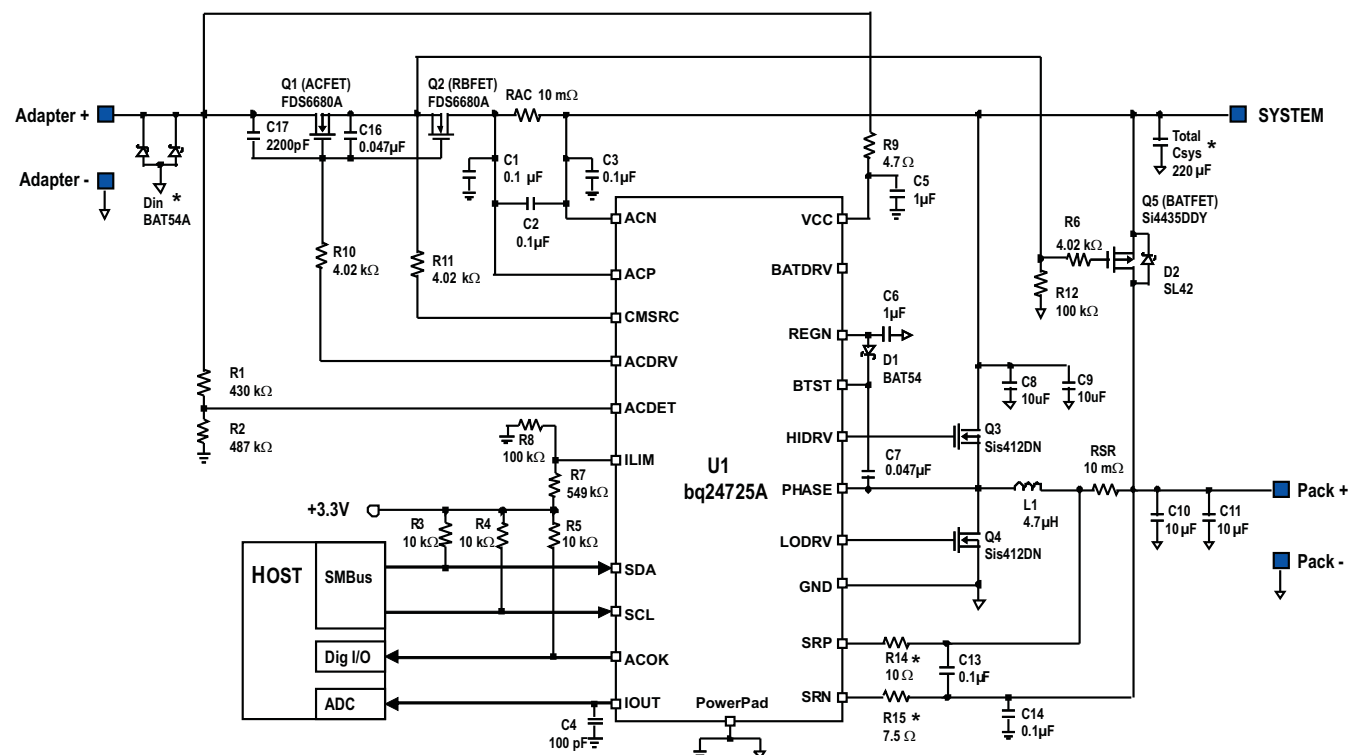 Q1 (ACFET)
FDS6680A
Q2 (RBFET)
FDS6680A
RAC 10 mΩ
Adapter +
SYSTEM
C17
2200pF
C16
0.047µF
R9
4.7 Ω
Total
Csys *
220 µF
C1
0.1 µF
C3
0.1µF
C5
1µF
Adapter -
Din *
BAT54A
Q5 (BATFET)
Si4435DDY
C2
0.1µF
ACN
VCC
R6
4.02 kΩ
R10
4.02 kΩ
R11
4.02 kΩ
ACP
BATDRV
D2
SL42
R12
100 kΩ
CMSRC
C6
1µF
REGN
D1
BAT54
ACDRV
R1
430 kΩ
BTST
C8
10uF
C9
10uF
ACDET
R2
487 kΩ
R8
100 kΩ
HIDRV
Q3
Sis412DN
ILIM
U1
bq24725A
C7
0.047µF
RSR
10 mΩ
R7
549 kΩ
PHASE
Pack +
+3.3V
L1
4.7µH
C10
10µF
C11
10µF
R3
10 kΩ
R4
10 kΩ
R5
10 kΩ
LODRV
Q4
Sis412DN
HOST
SMBus
SDA
GND
Pack -
SCL
SRP
Dig I/O
ACOK
R14 *
10 Ω
C13
0.1µF
ADC
IOUT
PowerPad
SRN
C4
100 pF
R15 *
7.5 Ω
C14
0.1µF